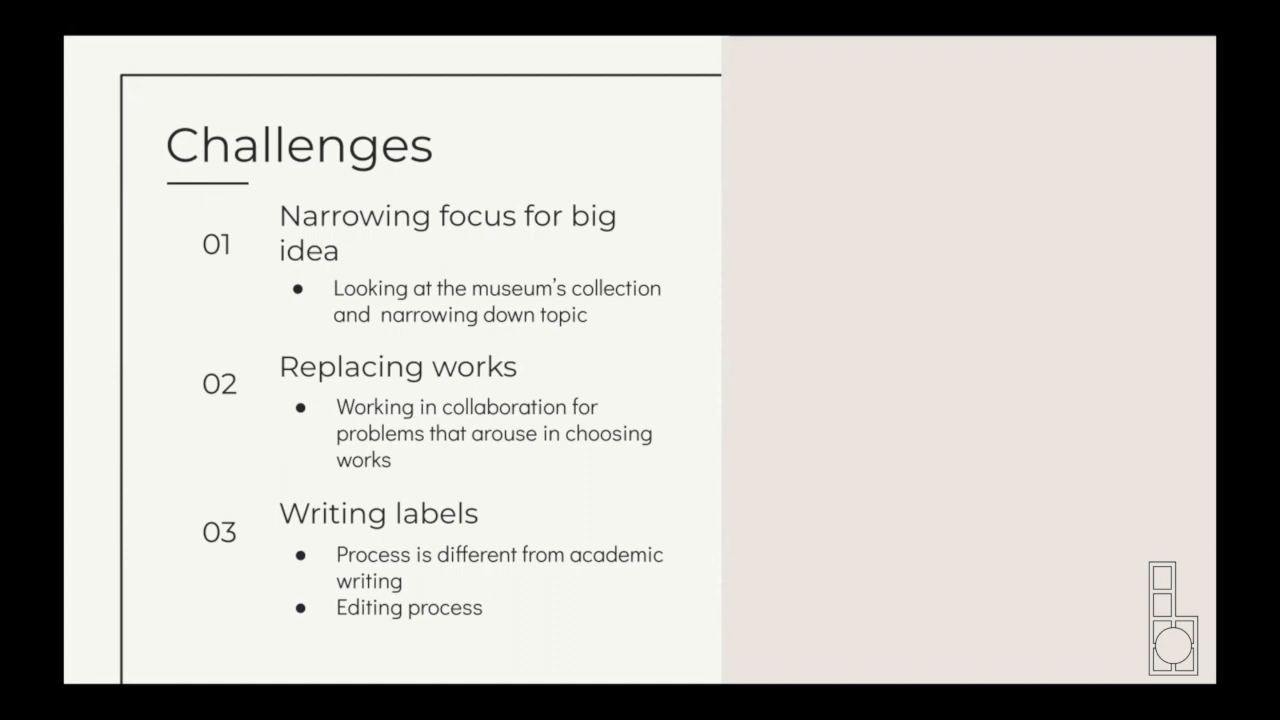 Challenges
01
Narrowing focus for big
idea
● Looking at the museum's collection
and narrowing down topic
02
Replacing works
● Working in collaboration for
problems that arouse in choosing
works
03
Writing labels
● Process is different from academic
writing
● Editing process